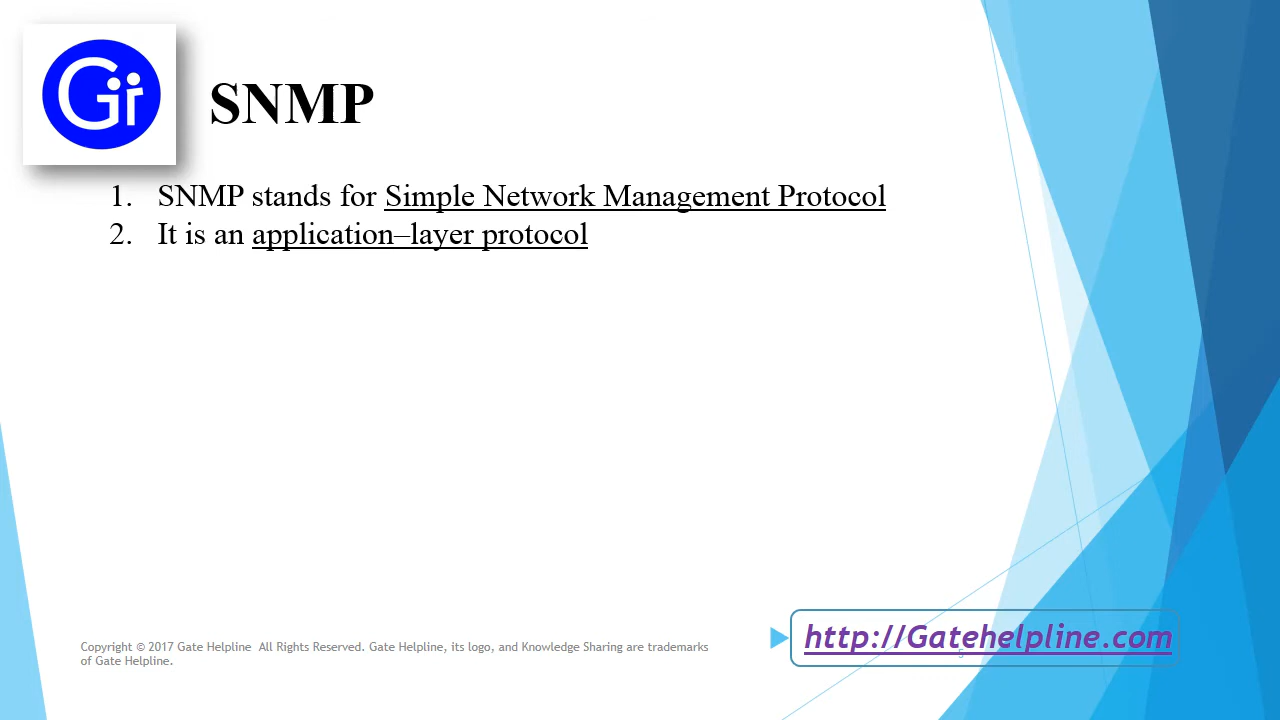 Gir
SNMP
1. SNMP stands for Simple Network Management Protocol
2. It is an application–layer protocol
Copyright © 2017 Gate Helpline All Rights Reserved. Gate Helpline, its logo, and Knowledge Sharing are trademarks
of Gate Helpline.
http://Gatehelpline.com
5